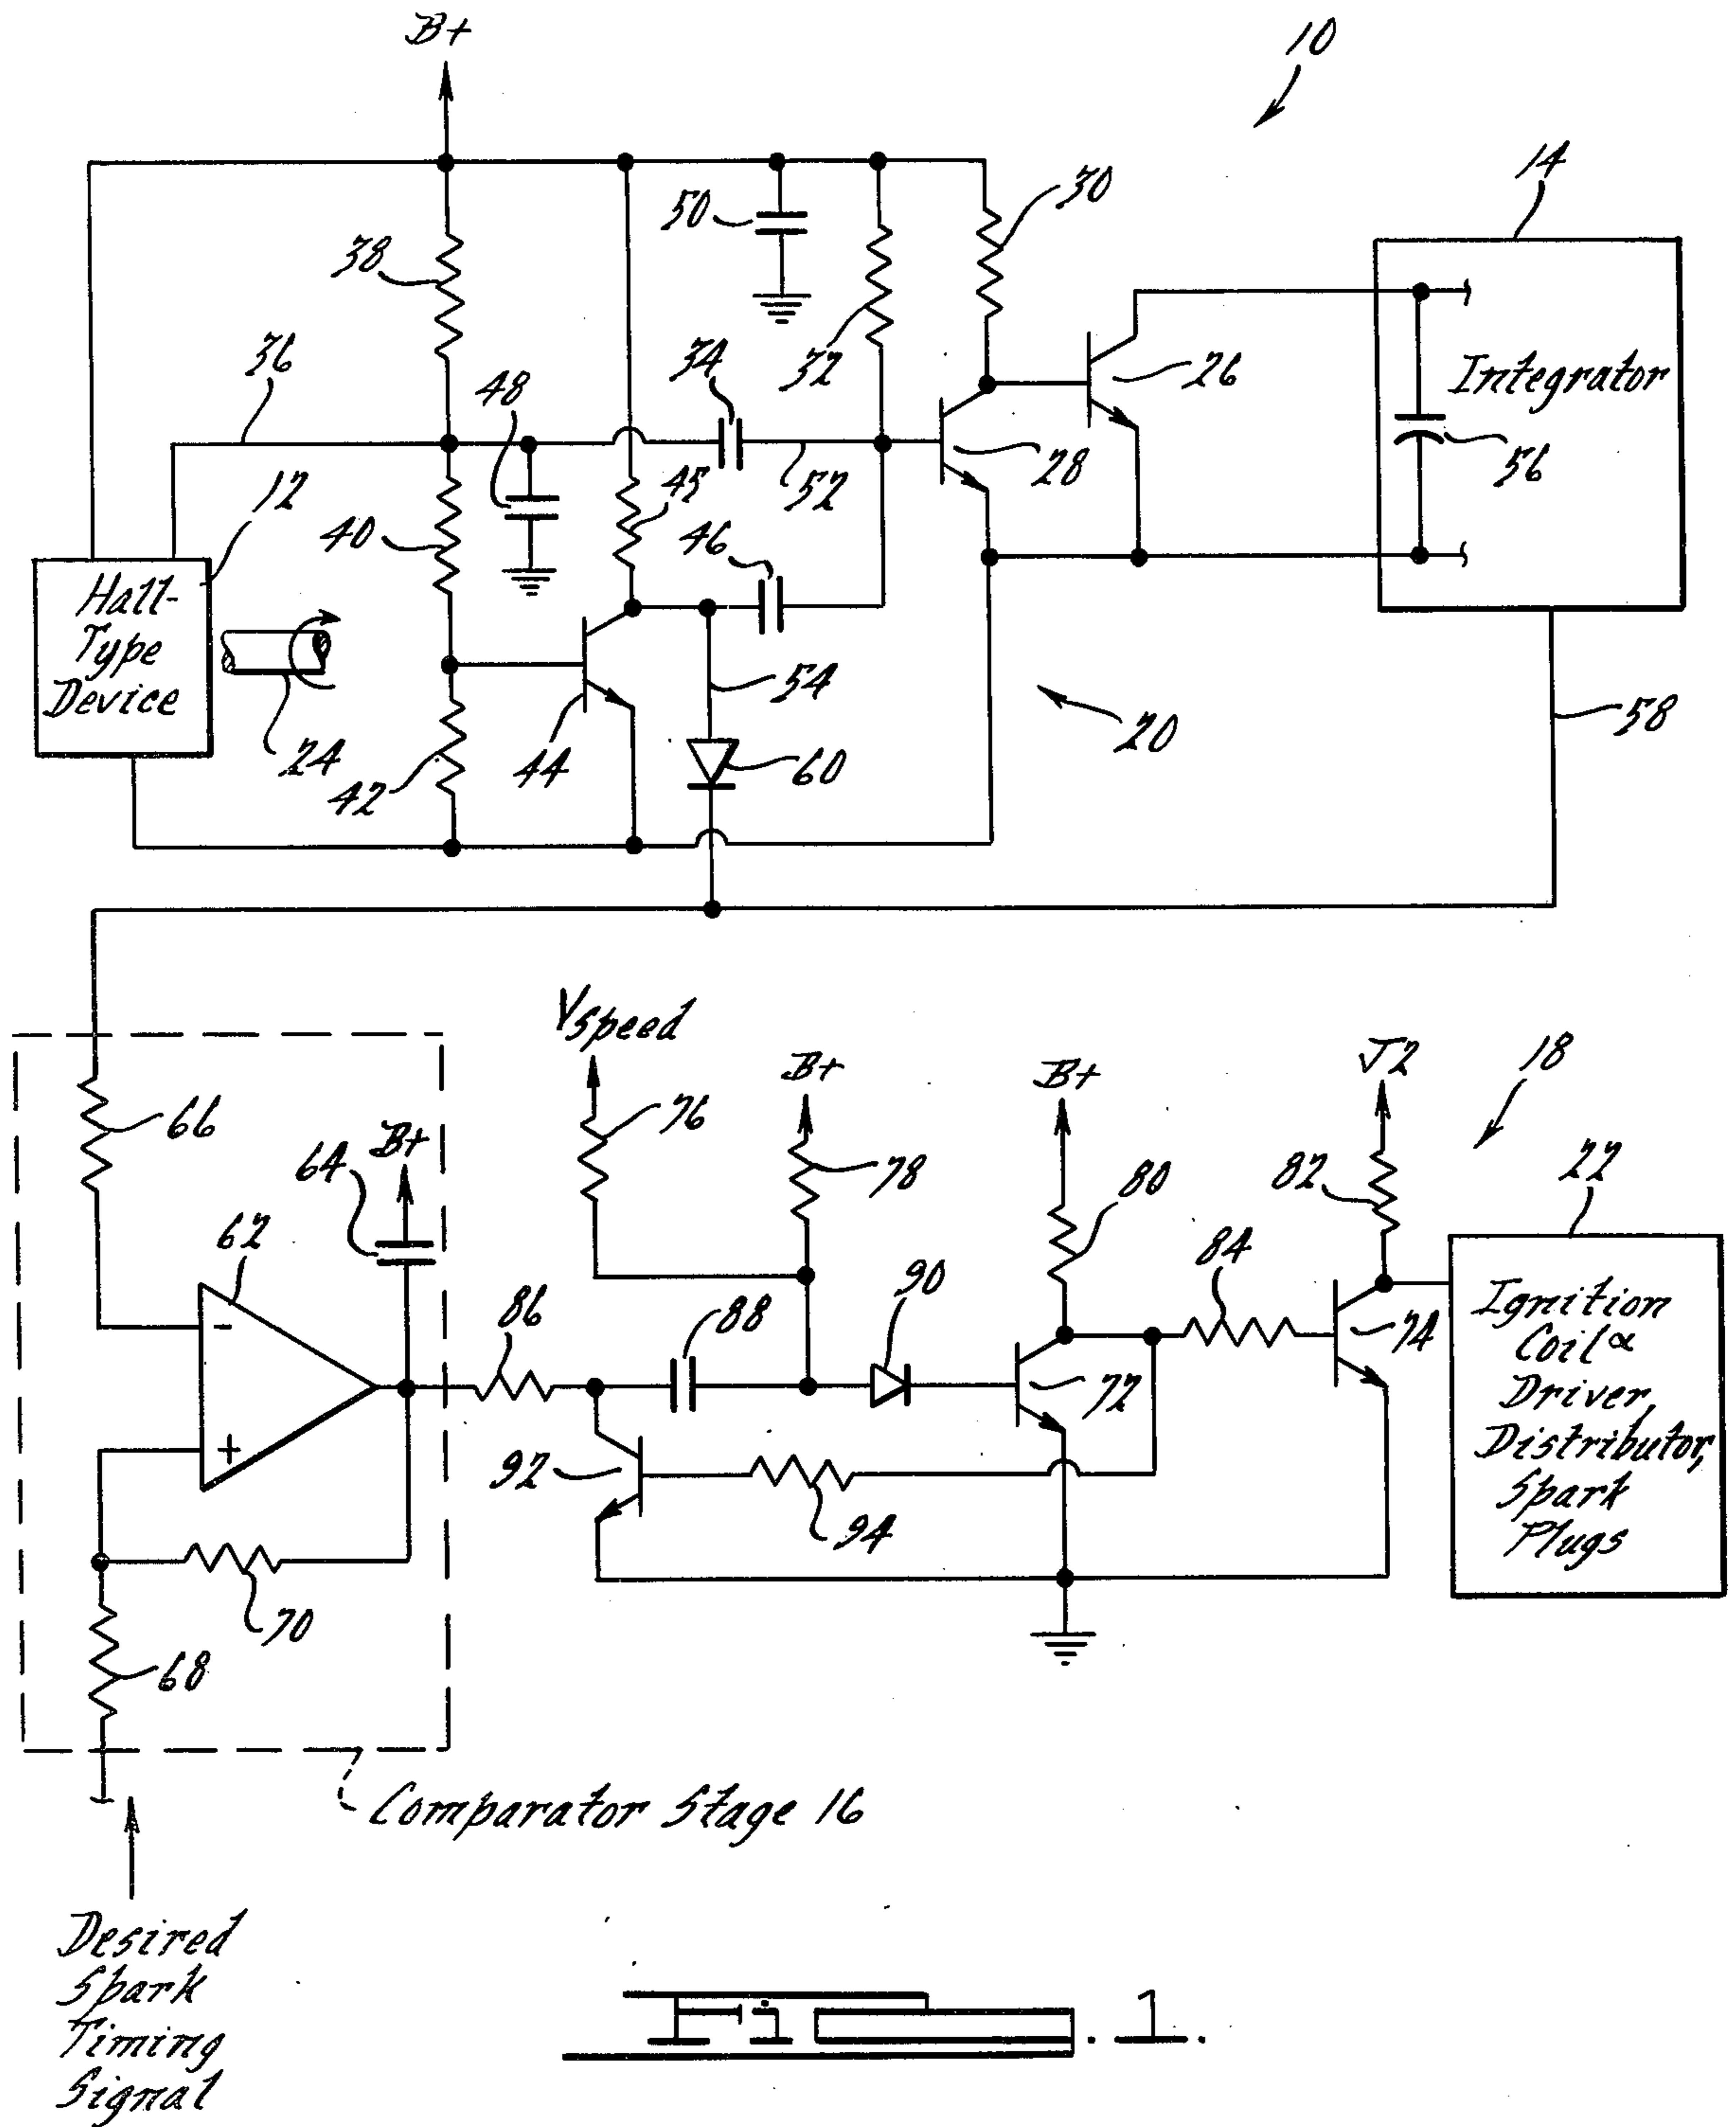 B+
10
14
30
50
38
36
34
32
26
Integrator
48
12
28
56
52
45
40
46
Hall-
Type
Device
54
20
58
24
42
44
60
Vspeed
B+
B+
J2
18
66
64
B+
76
78
80
82
22
62
-
86
88
90
84
Ignition
Coil∝
Driver,
Distributor,
Spark
Plugs
74
72
+
92
94
70
68
Comparator Stage 16
Desired
Spark
Timing
Signal
Fig. 1.